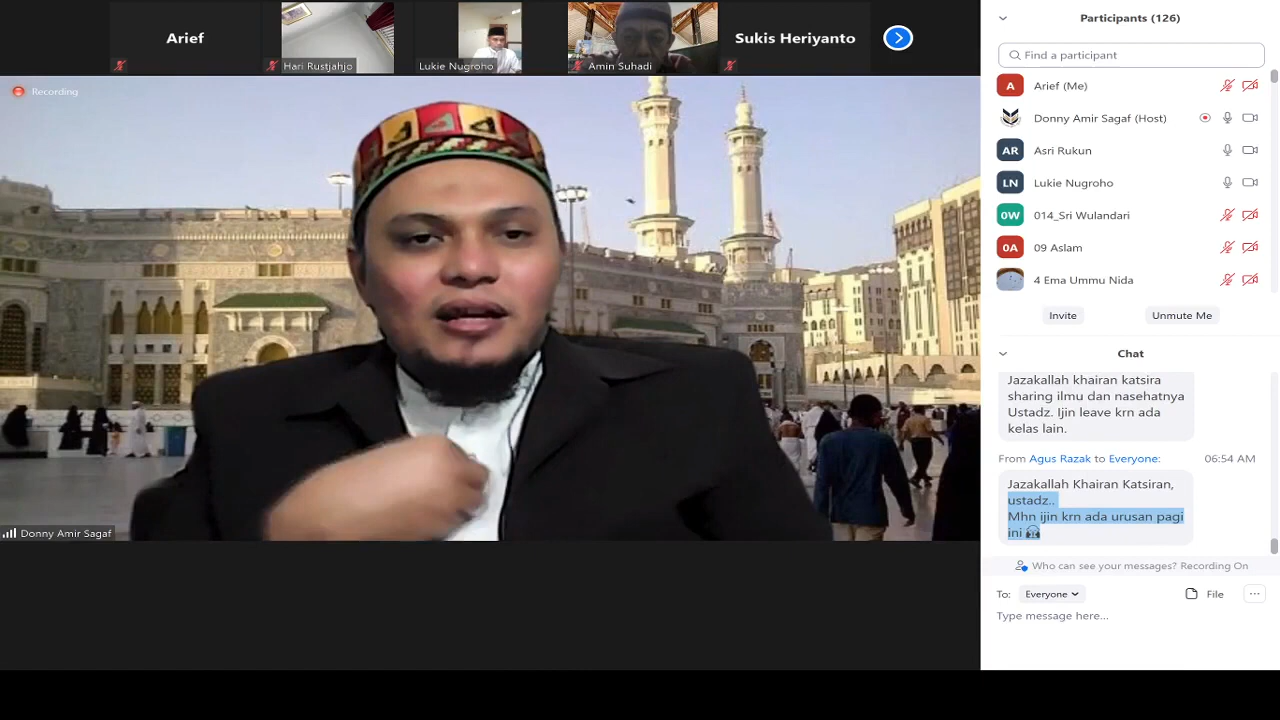 Arief
Hari Rustjahjo
Lukie Nugroho
Amin Suhadi
Sukis Heriyanto
Recording
Donny Amir Sagaf
Participants (126)
Find a participant
A Arief (Me)
Donny Amir Sagaf (Host)
AR Asri Rukun
LN Lukie Nugroho
0W 014_Sri Wulandari
0A 09 Aslam
4 Ema Ummu Nida
Invite Unmute Me
Chat
Jazakallah khairan katsira
sharing ilmu dan nasehatnya
Ustadz. Ijin leave krn ada
kelas lain.
From Agus Razak to Everyone: 06:54 AM
Jazakallah Khairan Katsiran,
ustadz..
Mhn ijin krn ada urusan pagi
ini
Who can see your messages? Recording On
To: Everyone File
Type message here...